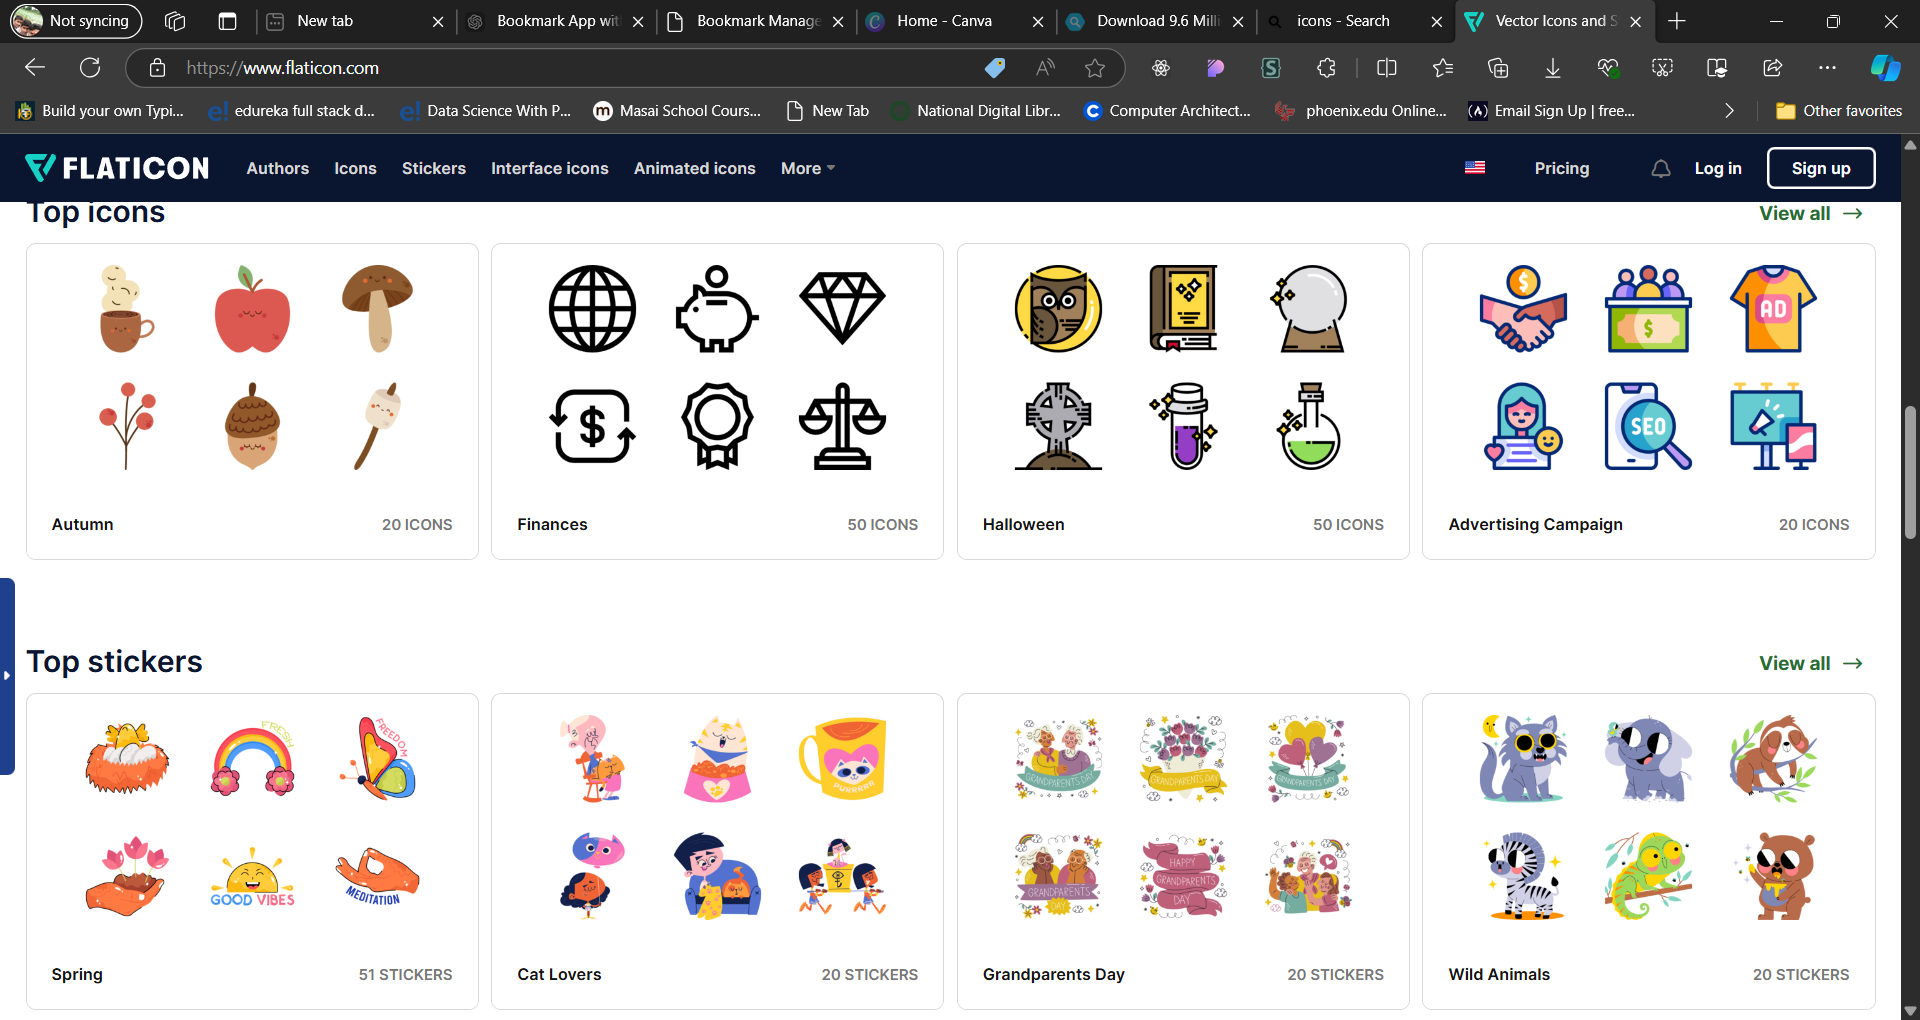 Not syncing
New tab
Bookmark App wit
Bookmark Manage
Home - Canva
Download 9.6 Milli
icons - Search
Vector Icons and S
https://www.flaticon.com
Build your own Typi...
edureka full stack d...
Data Science With P...
Masai School Cours...
New Tab
National Digital Libr...
Computer Architect...
phoenix.edu Online...
Email Sign Up | free...
Other favorites
FLATICON
Authors
Icons
Stickers
Interface icons
Animated icons
More
Pricing
Log in
Sign up
Top icons
View all →
AD
SEO
Autumn
20 ICONS
Finances
50 ICONS
Halloween
50 ICONS
Advertising Campaign
20 ICONS
Top stickers
View all →
FRESH
FREEDOM
PURRRRR
GRANDPARENTS DAY
GRANDPARENTS DAY
GRANDPARENTS DAY
GOOD VIBES
MEDITATION
GRANDPARENTS
DAY
HAPPY
GRANDPARENTS
DAY
Spring
51 STICKERS
Cat Lovers
20 STICKERS
Grandparents Day
20 STICKERS
Wild Animals
20 STICKERS